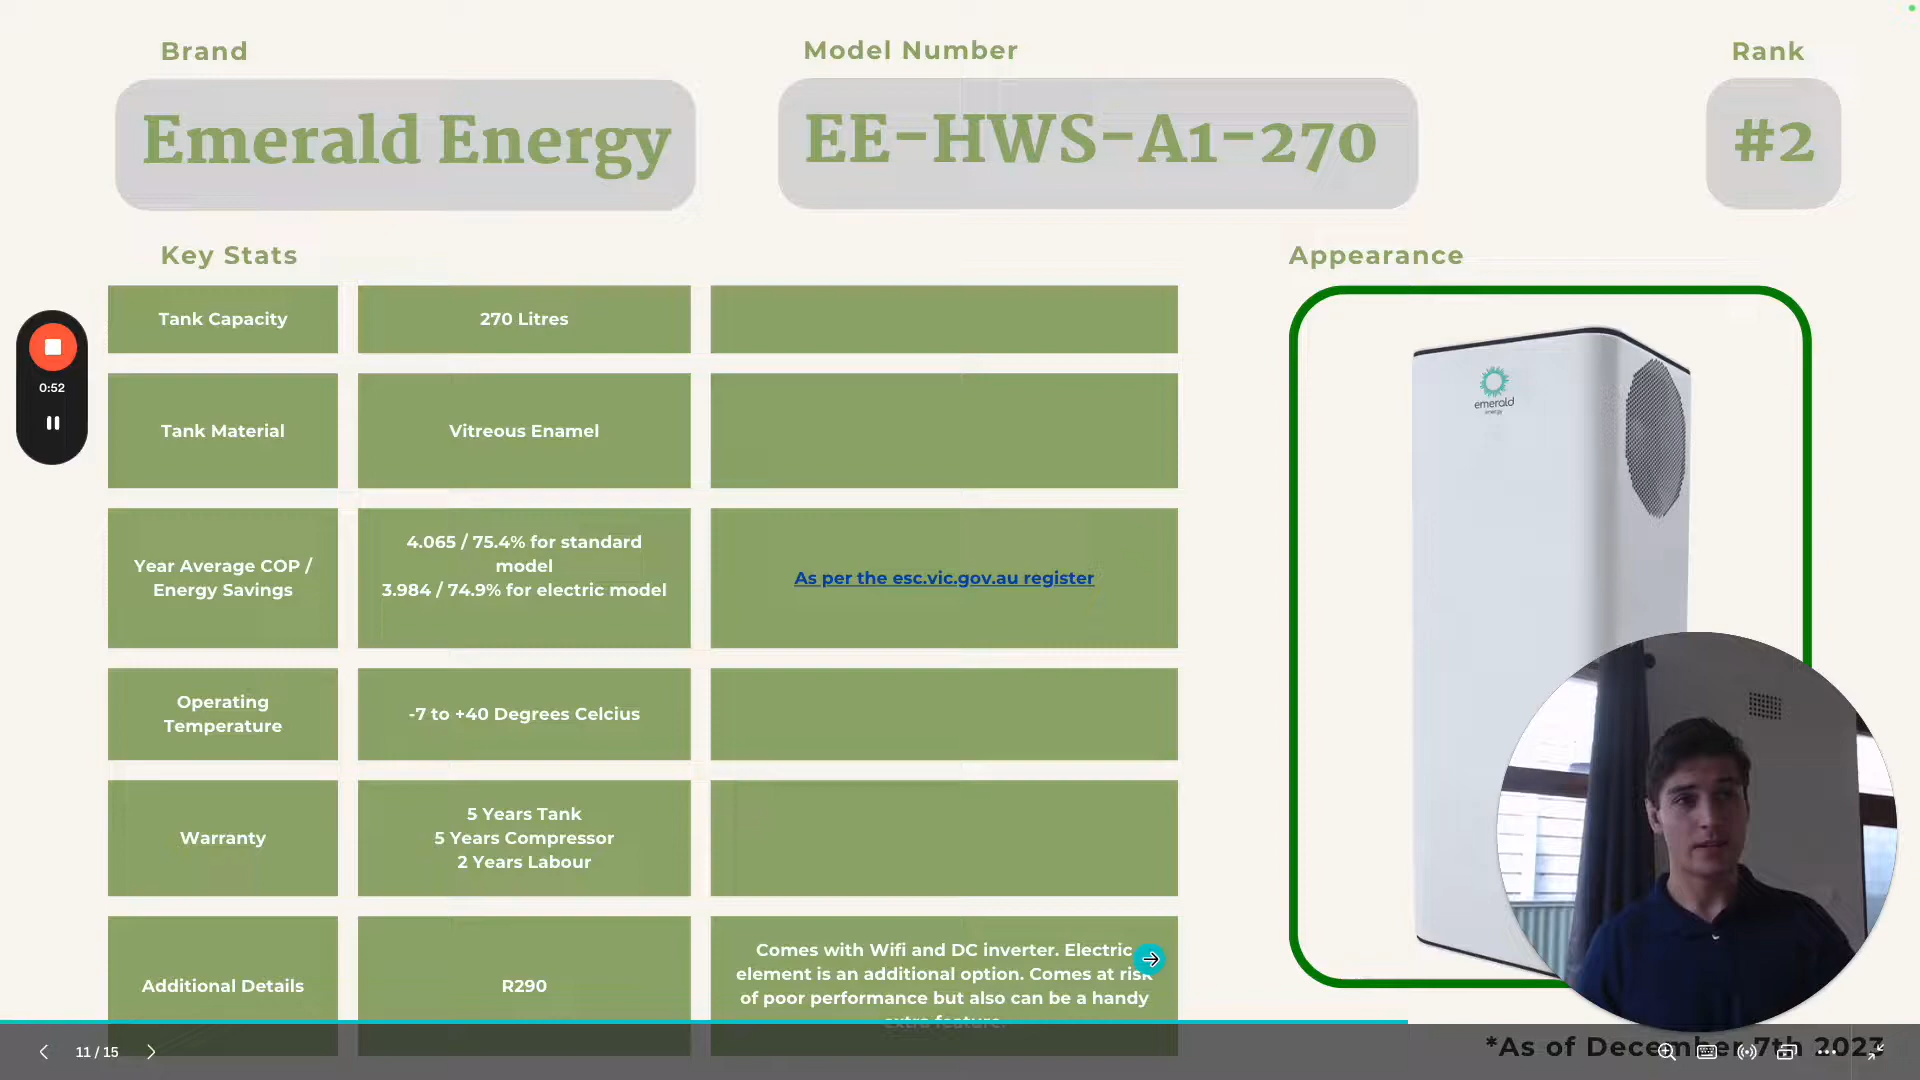 Brand
Model Number
Rank
Emerald Energy
EE-HWS-A1-270
#2
Key Stats
Appearance
Tank Capacity
270 Litres
Tank Material
Vitreous Enamel
Year Average COP /
Energy Savings
4.065 / 75.4% for standard
model
3.984 / 74.9% for electric model
As per the esc.vic.gov.au register
Operating
Temperature
-7 to +40 Degrees Celcius
Warranty
5 Years Tank
5 Years Compressor
2 Years Labour
Additional Details
R290
Comes with Wifi and DC inverter. Electric
element is an additional option. Comes at risk
of poor performance but also can be a handy
extra feature.
emerald
energy
0:52
11 / 15
*As of December 7th 2023